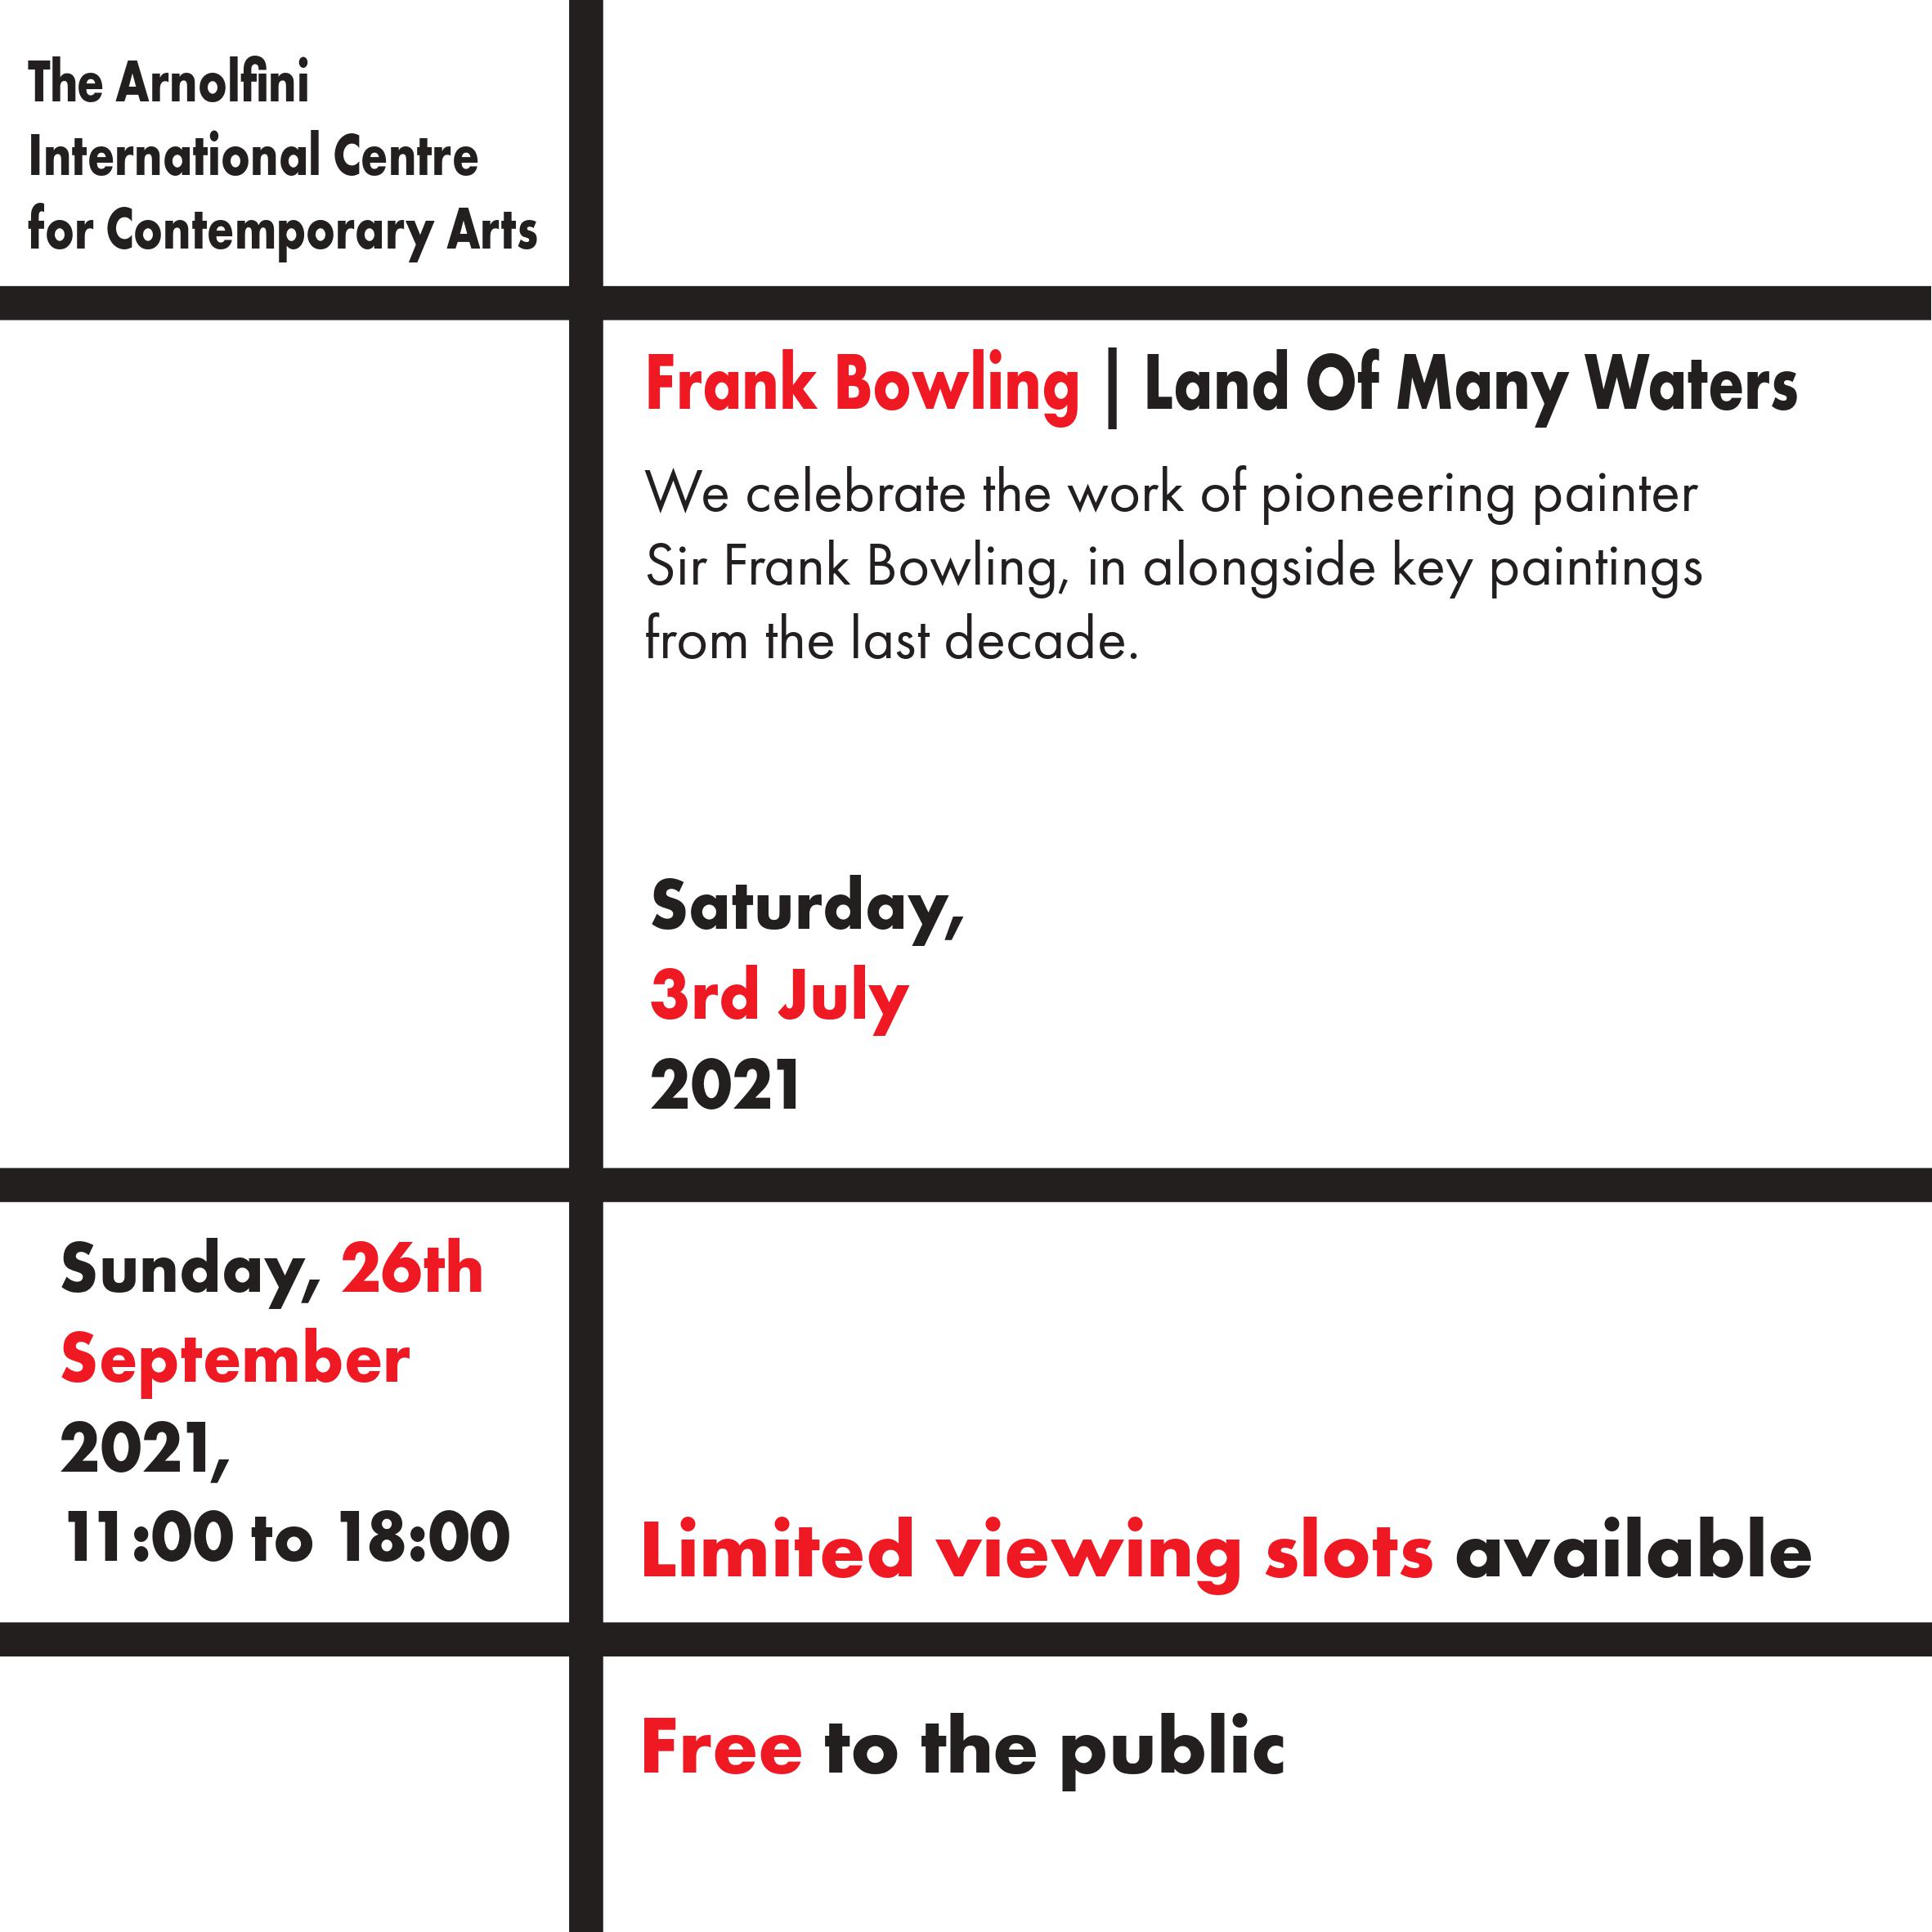 The Arnolfini
International Centre
for Contemporary Arts
Frank Bowling | Land Of Many Waters
We celebrate the work of pioneering painter
Sir Frank Bowling, in alongside key paintings
from the last decade.
Saturday,
3rd July
2021
Sunday, 26th
September
2021,
11:00 to 18:00
Limited viewing slots available
Free to the public